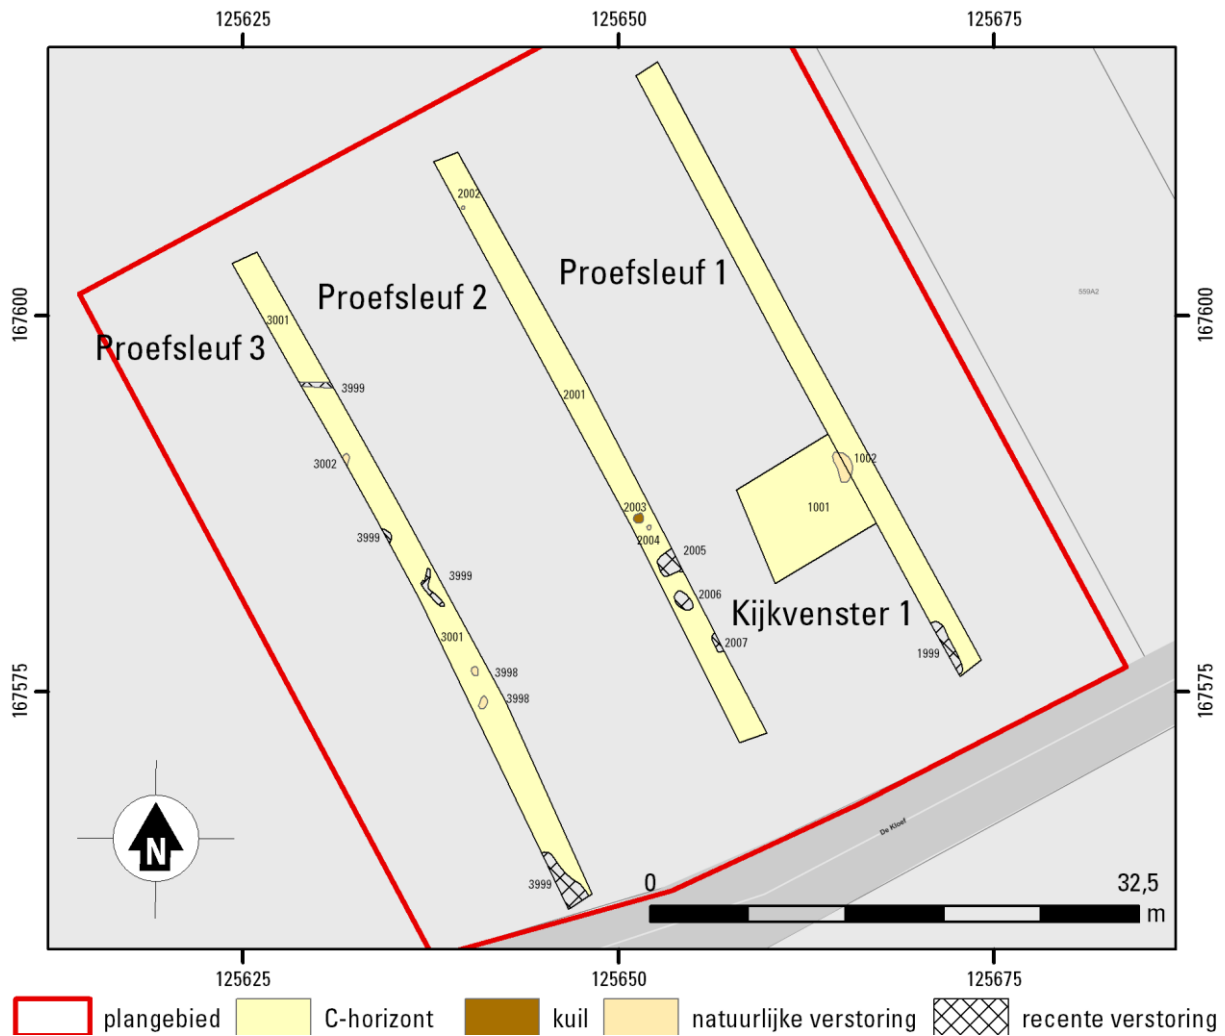 125625 125650 125675
2002
Proefsleuf 1
559A2
Proefsleuf 2
167600 167600
3001
Proefsleuf 3
3999
2001
3002 1002
2003 1001
3999 2004 2005
3999 2006
Kijkvenster 1
3001 2007 1999
3998
3998
167575 167575
De Kloef
N
3999 0 32,5
m
125625 125650 125675
plangebied C-horizont kuil natuurlijke verstoring recente verstoring